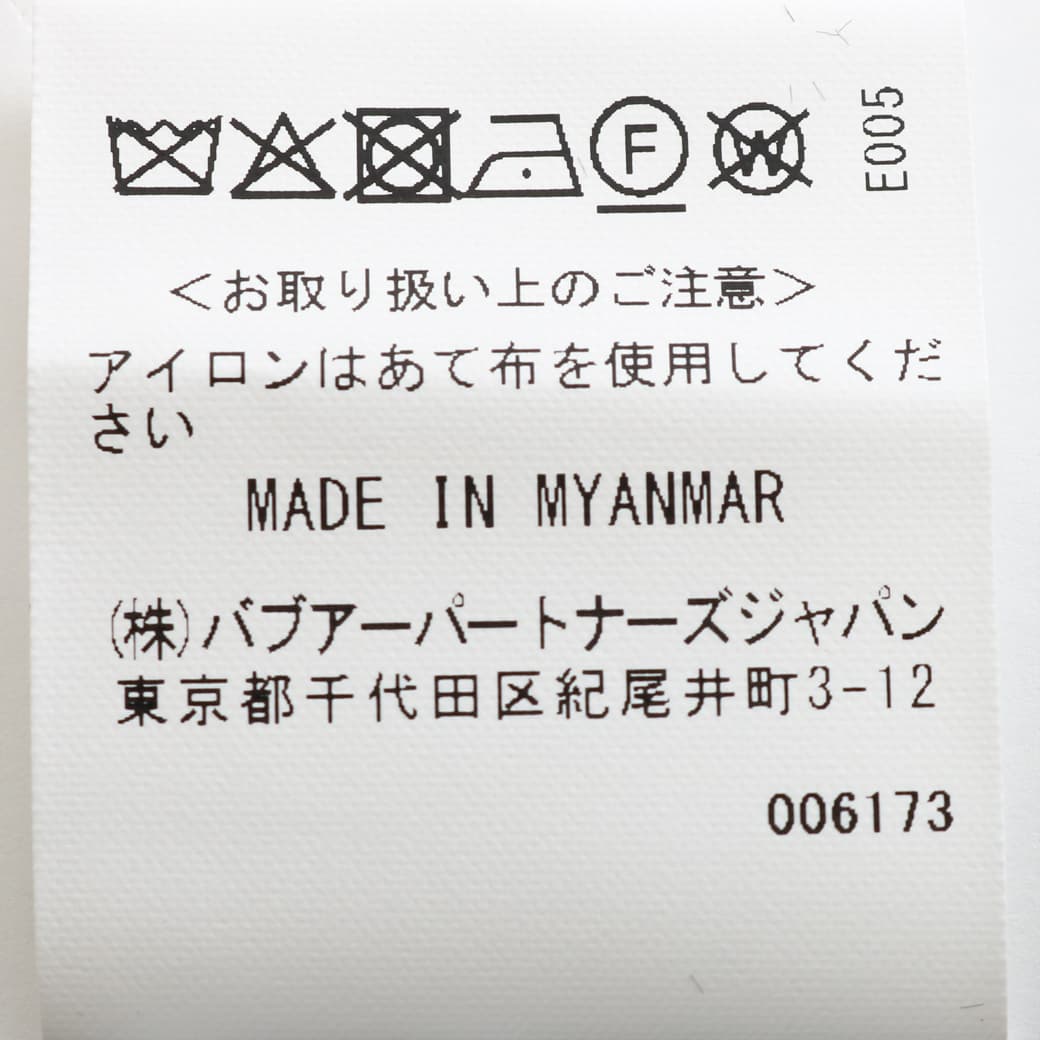 F W E005
<お取り扱い上のご注意>
アイロンはあて布を使用してくだ
さい
MADE IN MYANMAR
(株)バブアーパートナーズジャパン
東京都千代田区紀尾井町3-12
006173